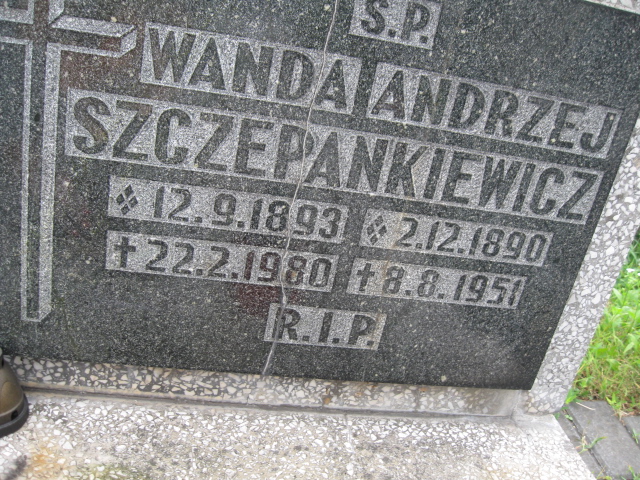 S.P.
WANDA ANDRZEJ
SZCZEPANKIEWICZ
12.9.1893 2.12.1890
✝22.2.1980 ✝8.8.1951
R.I.P.